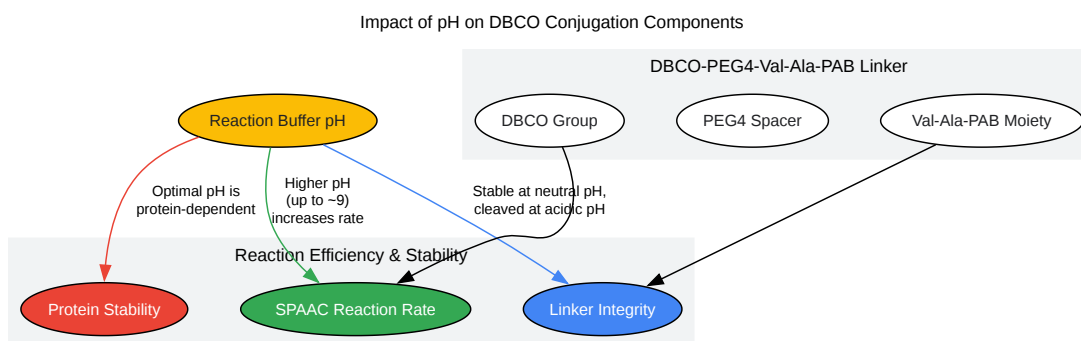 Impact of pH on DBCO Conjugation Components
DBCO-PEG4-Val-Ala-PAB Linker
Reaction Buffer pH
DBCO Group
PEG4 Spacer
Val-Ala-PAB Moiety
Optimal pH is
protein-dependent
Higher pH
(up to ~9)
increases rate
Stable at neutral pH,
cleaved at acidic pH
Reaction Efficiency & Stability
Protein Stability
SPAAC Reaction Rate
Linker Integrity